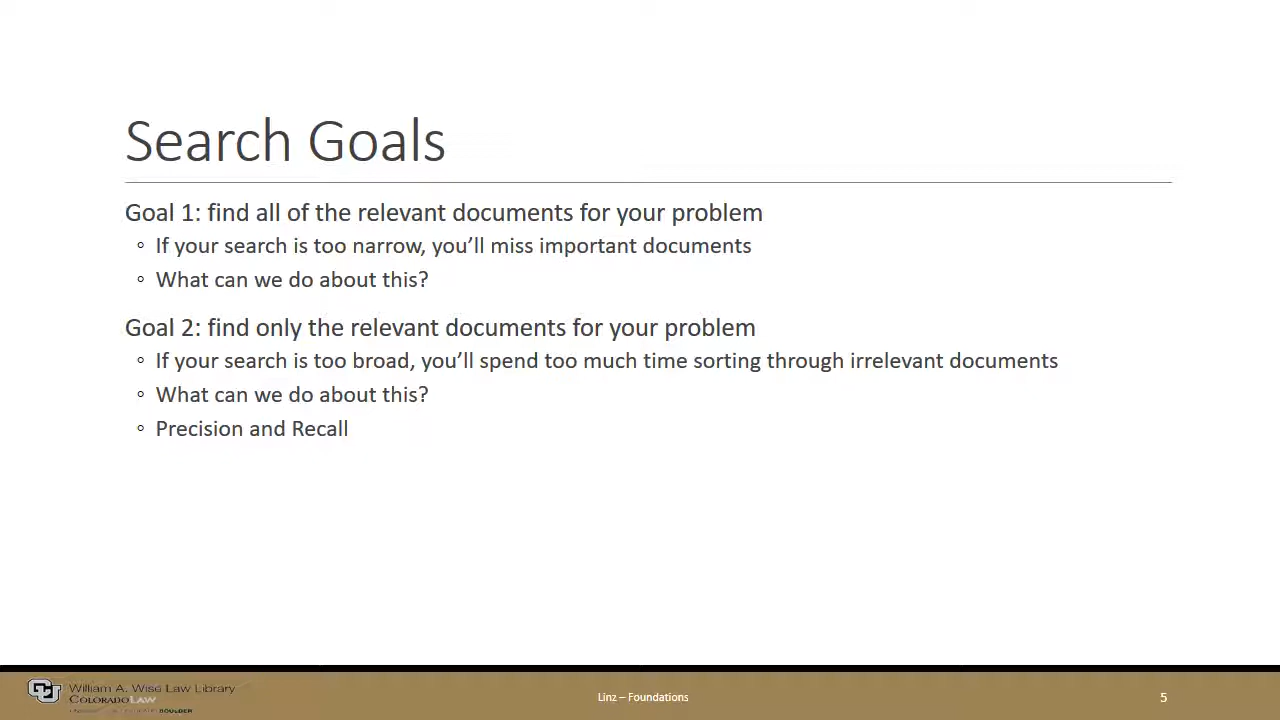 Search Goals
Goal 1: find all of the relevant documents for your problem
◦ If your search is too narrow, you’ll miss important documents
◦ What can we do about this?
Goal 2: find only the relevant documents for your problem
◦ If your search is too broad, you’ll spend too much time sorting through irrelevant documents
◦ What can we do about this?
◦ Precision and Recall
CU
William A. Wise Law Library
COLORADO LAW
BOULDER
Linz – Foundations
5